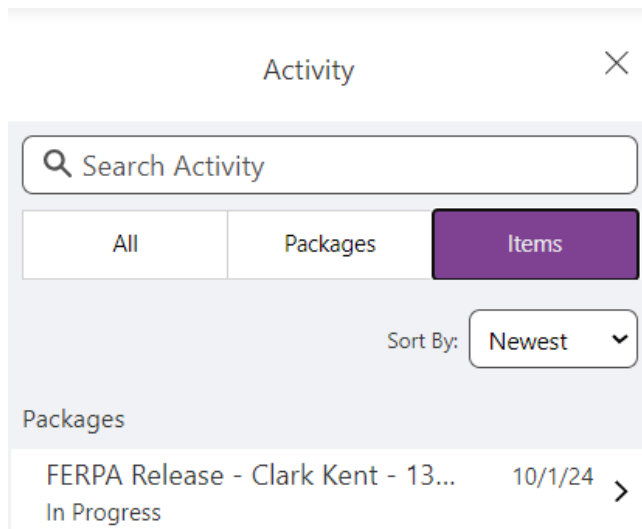 Activity
Search Activity
All Packages Items
Sort By: Newest
Packages
FERPA Release - Clark Kent - 13... 10/1/24
In Progress